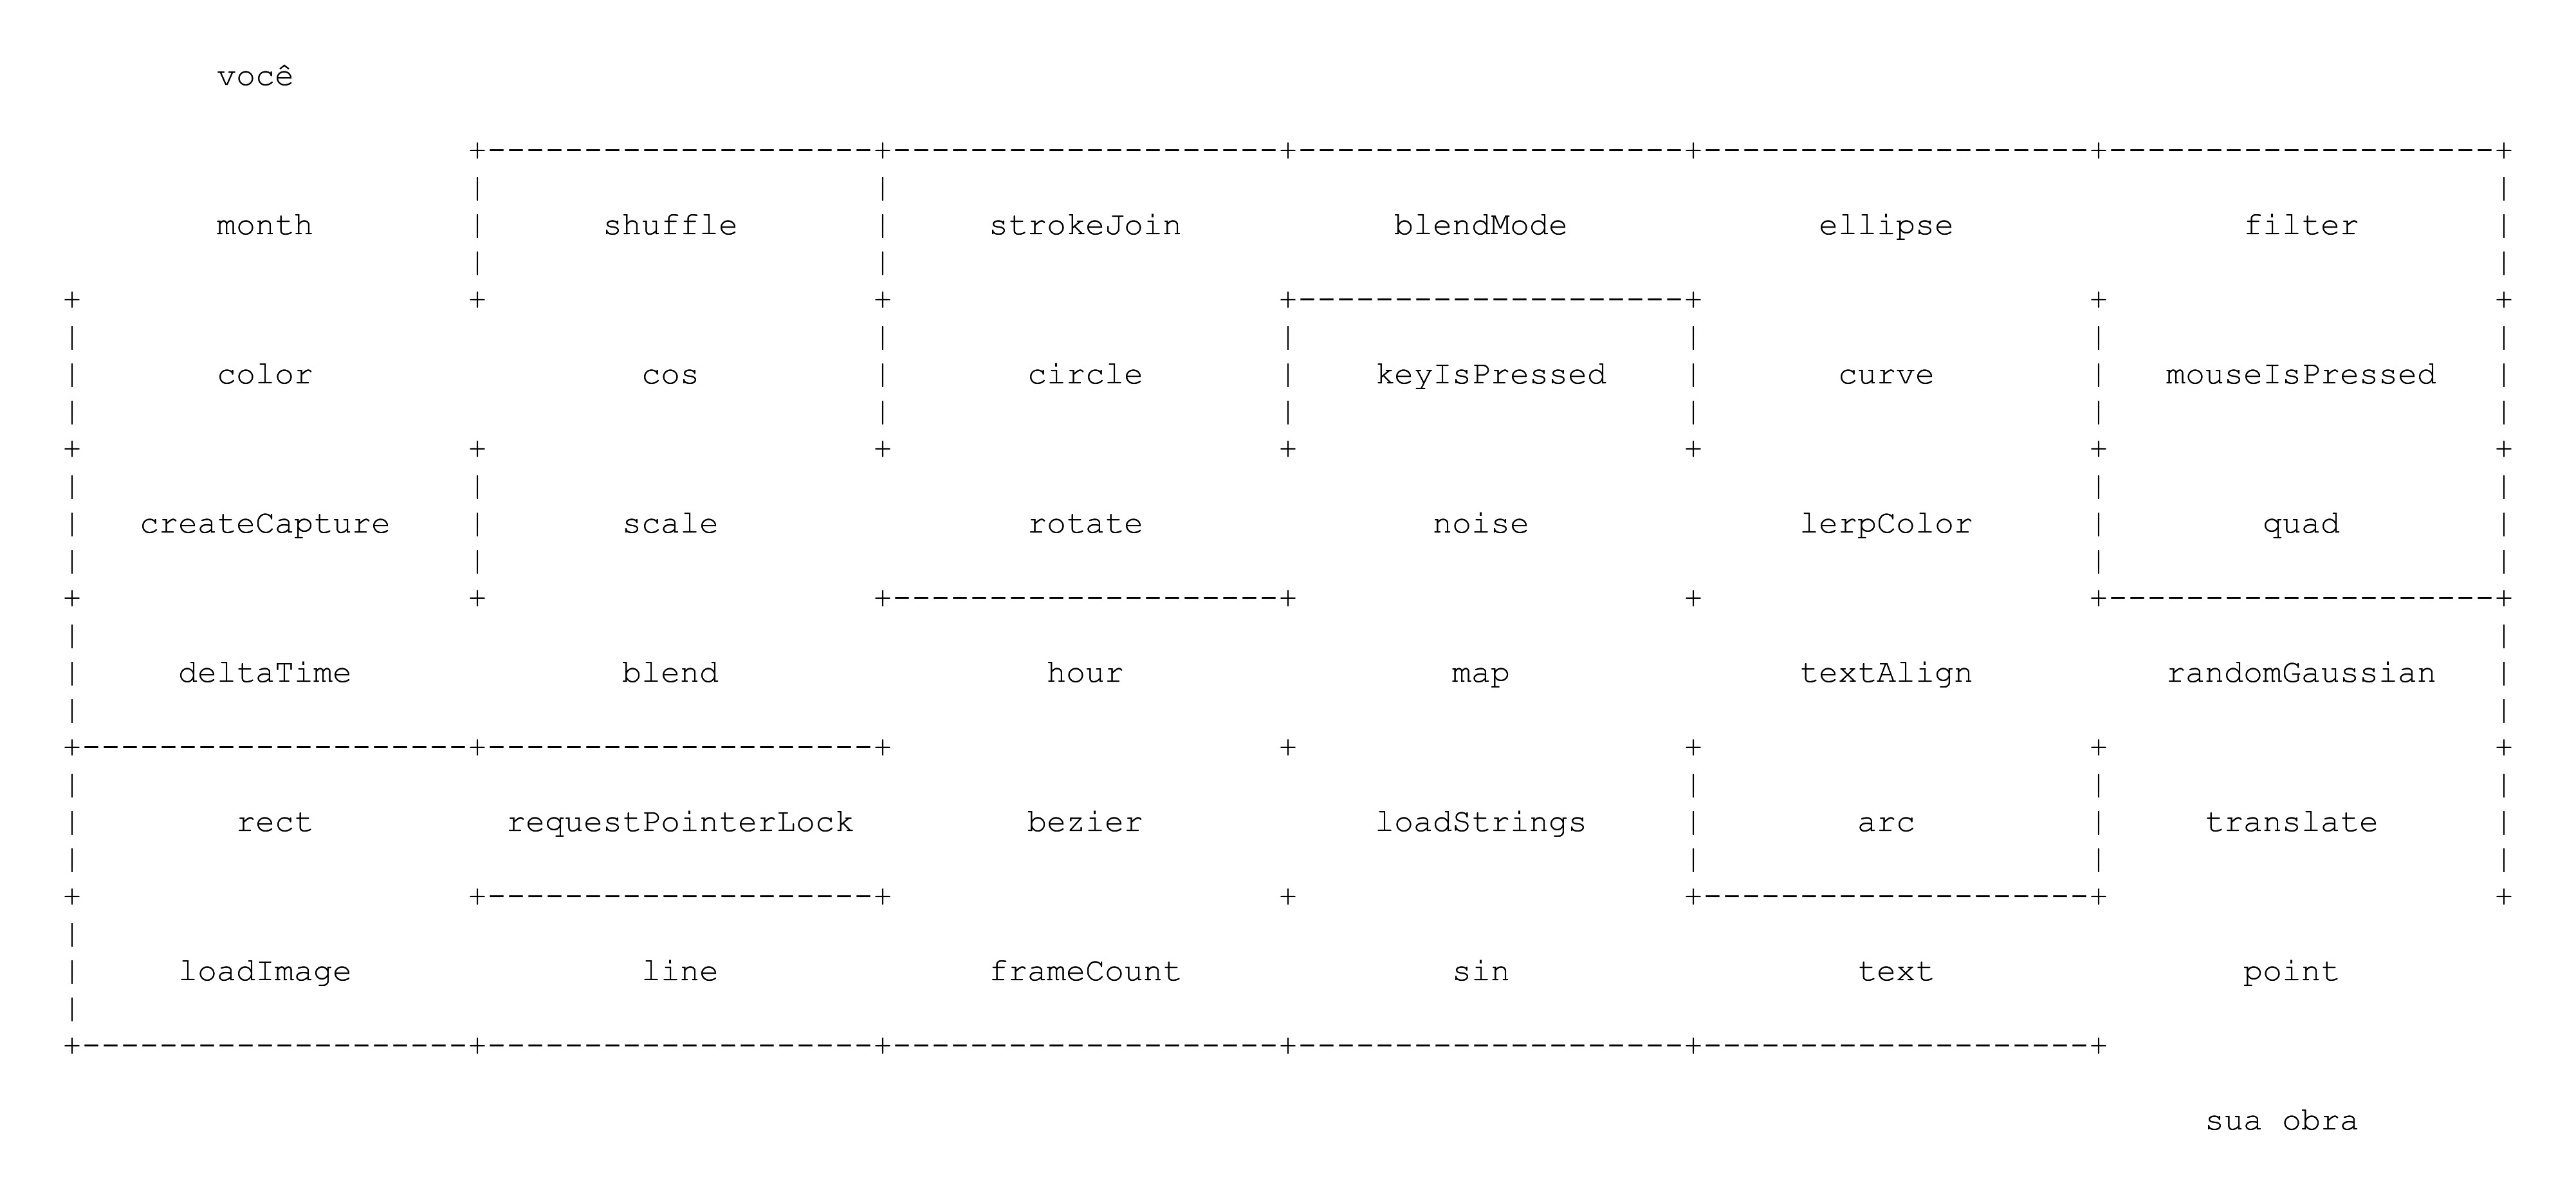 você
month shuffle strokeJoin blendMode ellipse filter
color cos circle keyIsPressed curve mouseIsPressed
createCapture scale rotate noise lerpColor quad
deltaTime blend hour map textAlign randomGaussian
rect requestPointerLock bezier loadStrings arc translate
loadImage line frameCount sin text point
sua obra